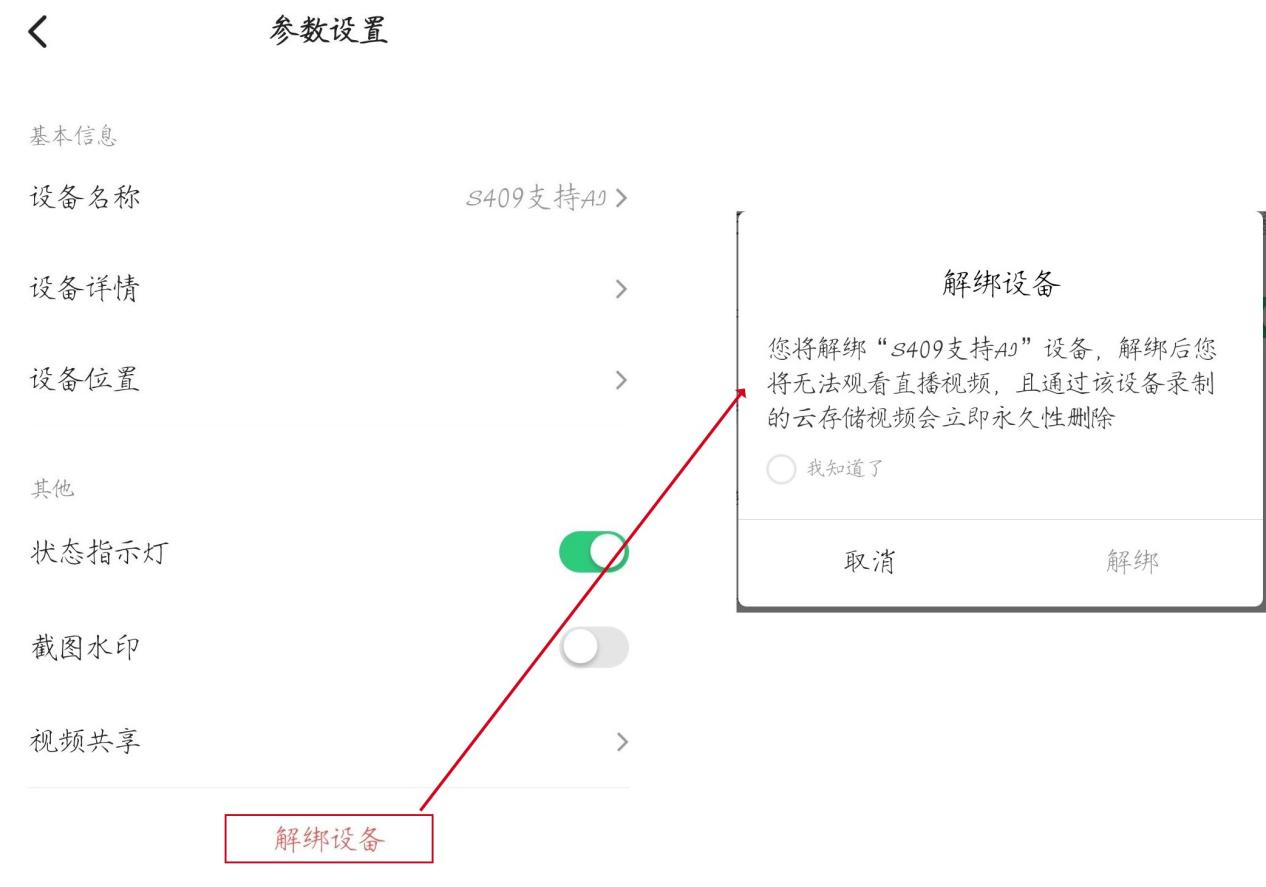 参数设置
基本信息
设备名称 S409支持AI
设备详情
设备位置
其他
状态指示灯
截图水印
视频共享
解绑设备
解绑设备
您将解绑“S409支持AI”设备，解绑后您
将无法观看直播视频，且通过该设备录制
的云存储视频会立即永久性删除
我知道了
取消 解绑